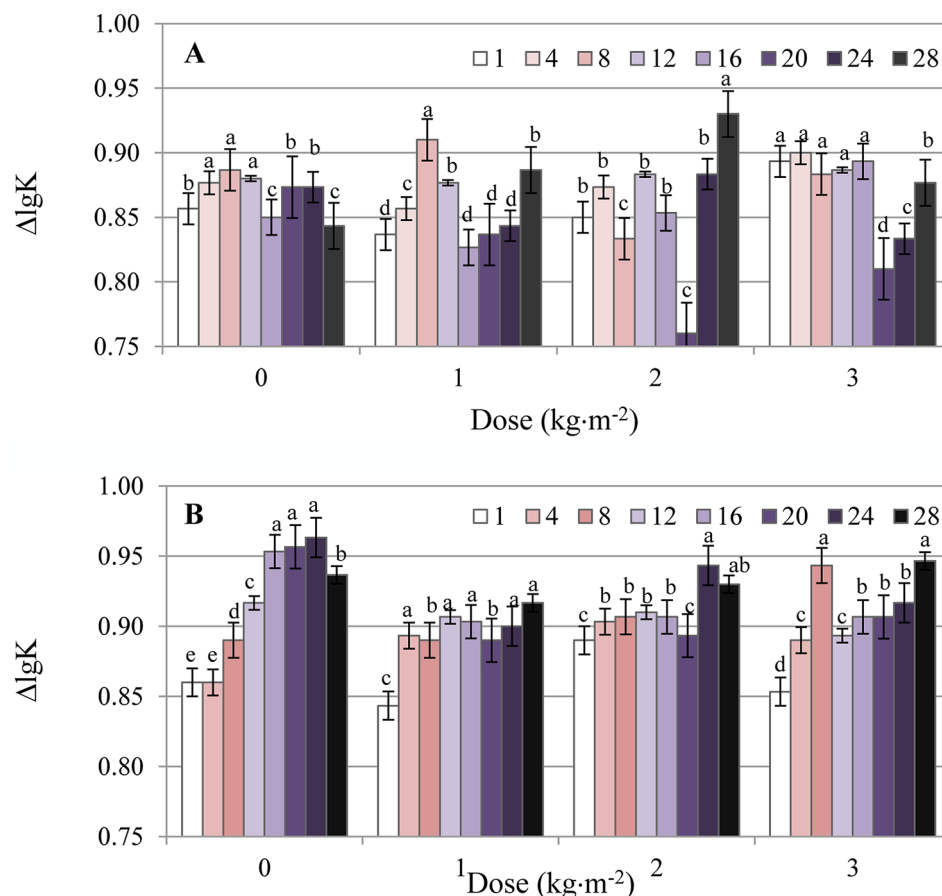 1.00
A
1 4 8 12 16 20 24 28
0.95
a
a
a
a
a
a
a
a
a
a
0.90
a
b
b
b
b
b
b
b
b
b
c
b
b
c
d
d
d
d
c
c
b
c
c
d
c
0.85
0.80
0.75
ΔlgK
0 1 2 3
Dose (kg·m-2)
1.00
B
1 4 8 12 16 20 24 28
a a a
b
0.95
c
d
e e
a
ab
a
a
0.90
a b a a b a a
c
c b b b b c
d
c
c
b b b
0.85
0.80
0.75
ΔlgK
0 1 2 3
Dose (kg·m-2)